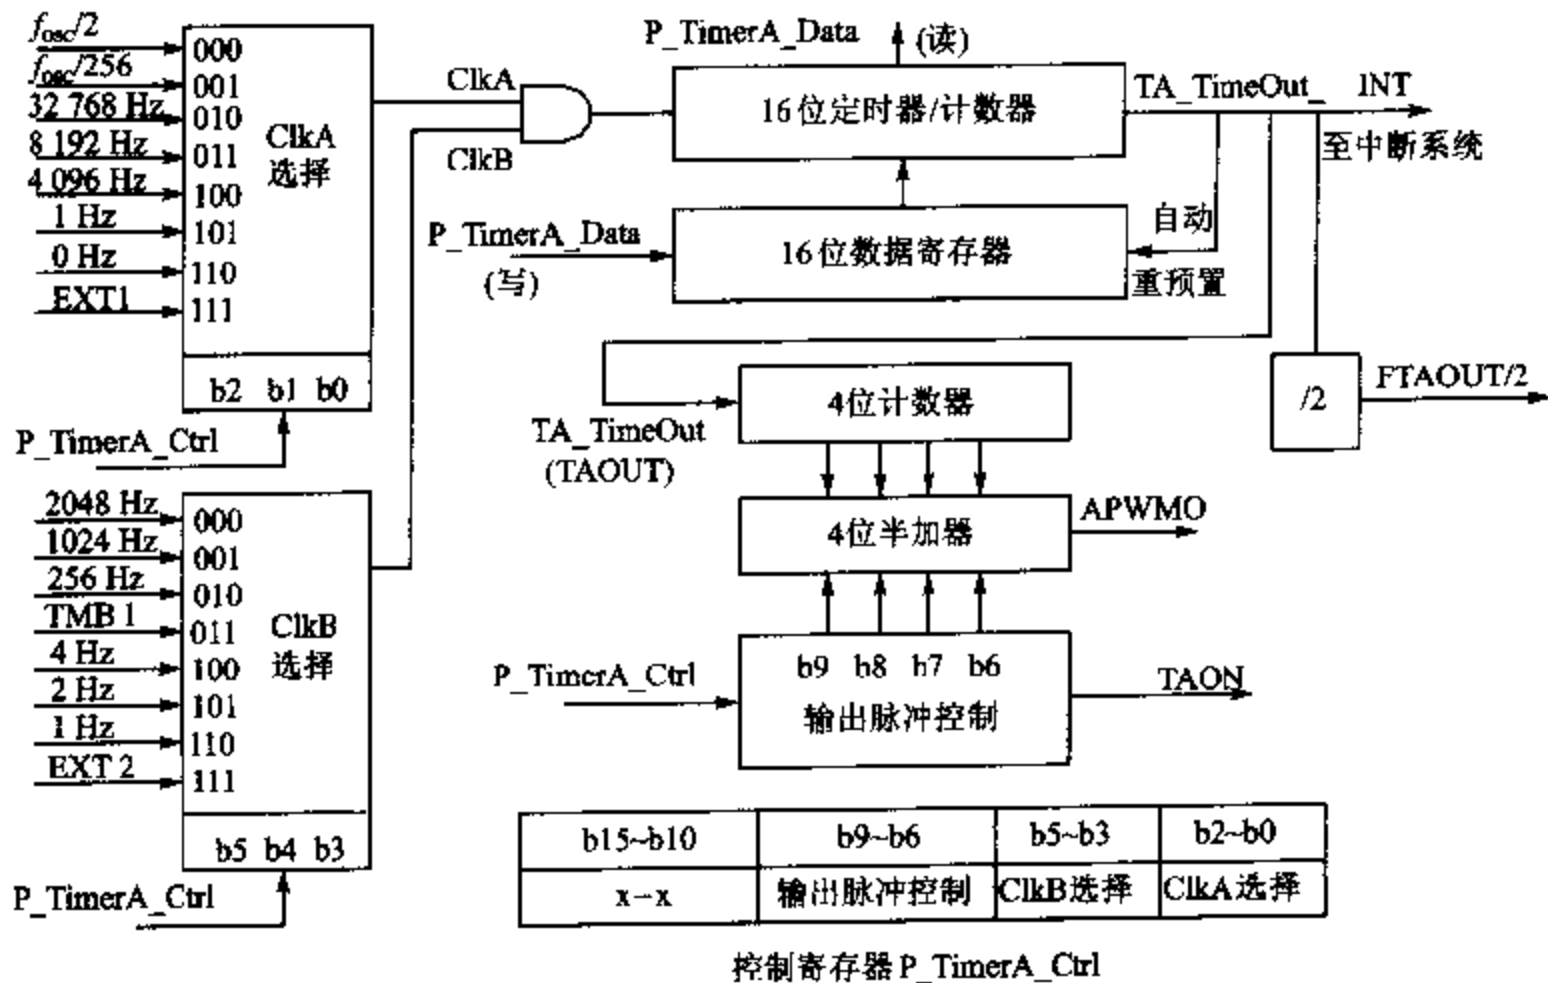 fosc/2
000
fosc/256
001
32 768 Hz
010
8 192 Hz
011
4 096 Hz
100
1 Hz
101
0 Hz
110
EXT1
111
ClkA
选择
b2 b1 b0
P_TimerA_Ctrl
2048 Hz
000
1024 Hz
001
256 Hz
010
TMB 1
011
4 Hz
100
2 Hz
101
1 Hz
110
EXT 2
111
ClkB
选择
b5 b4 b3
P_TimerA_Ctrl
ClkA
ClkB
P_TimerA_Data
(读)
16位定时器/计数器
TA_TimeOut_ INT
至中断系统
P_TimerA_Data
(写)
16位数据寄存器
自动
重预置
/2
FTAOUT/2
TA_TimeOut
(TAOUT)
4位计数器
4位半加器
APWMO
P_TimerA_Ctrl
b9 b8 b7 b6
输出脉冲控制
TAON
b15~b10 b9~b6 b5~b3 b2~b0
x-x 输出脉冲控制 ClkB选择 ClkA选择
控制寄存器P_TimerA_Ctrl